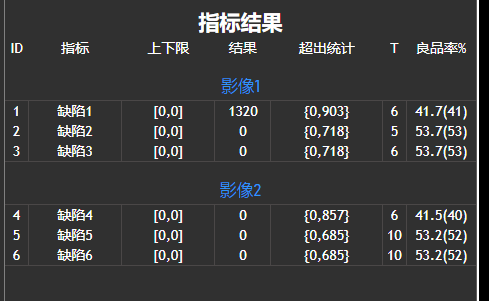 指标结果
ID 指标 上下限 结果 超出统计 T 良品率%
影像1
1 缺陷1 [0,0] 1320 {0,903} 6 41.7(41)
2 缺陷2 [0,0] 0 {0,718} 5 53.7(53)
3 缺陷3 [0,0] 0 {0,718} 6 53.7(53)
影像2
4 缺陷4 [0,0] 0 {0,857} 6 41.5(40)
5 缺陷5 [0,0] 0 {0,685} 10 53.2(52)
6 缺陷6 [0,0] 0 {0,685} 10 53.2(52)